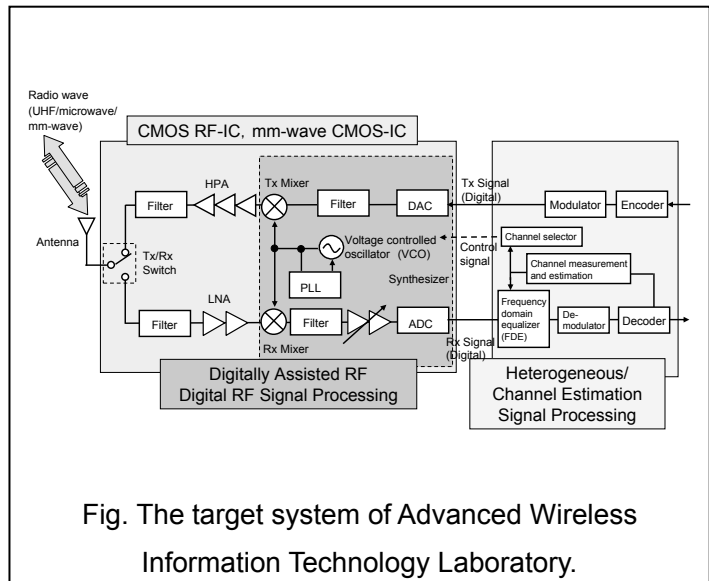 Radio wave
(UHF/microwave/
mm-wave)
CMOS RF-IC, mm-wave CMOS-IC
HPA
Tx Mixer
Tx Signal
(Digital)
Filter
Filter
DAC
Modulator
Encoder
Antenna
Tx/Rx
Switch
Voltage controlled
oscillator (VCO)
Control
signal
Channel selector
Synthesizer
Channel measurement
and estimation
PLL
LNA
Filter
Filter
ADC
Frequency
domain
equalizer
(FDE)
De-
modulator
Decoder
Rx Mixer
Rx Signal
(Digital)
Digitally Assisted RF
Digital RF Signal Processing
Heterogeneous/
Channel Estimation
Signal Processing
Fig. The target system of Advanced Wireless
Information Technology Laboratory.